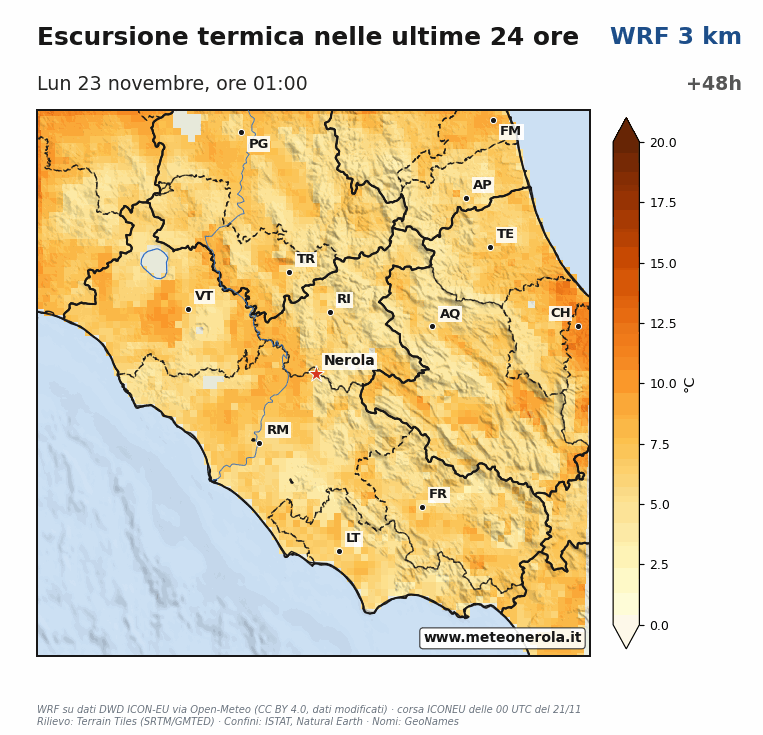 Escursione termica nelle ultime 24 ore
WRF 3 km
Lun 23 novembre, ore 01:00
+48h
FM
PG
AP
TE
TR
VT
RI
AQ
CH
Nerola
RM
FR
LT
www.meteonerola.it
20.0
17.5
15.0
12.5
10.0
7.5
5.0
2.5
0.0
°C
WRF su dati DWD ICON-EU via Open-Meteo (CC BY 4.0, dati modificati) · corsa ICONEU delle 00 UTC del 21/11
Rilievo: Terrain Tiles (SRTM/GMTED) · Confini: ISTAT, Natural Earth · Nomi: GeoNames